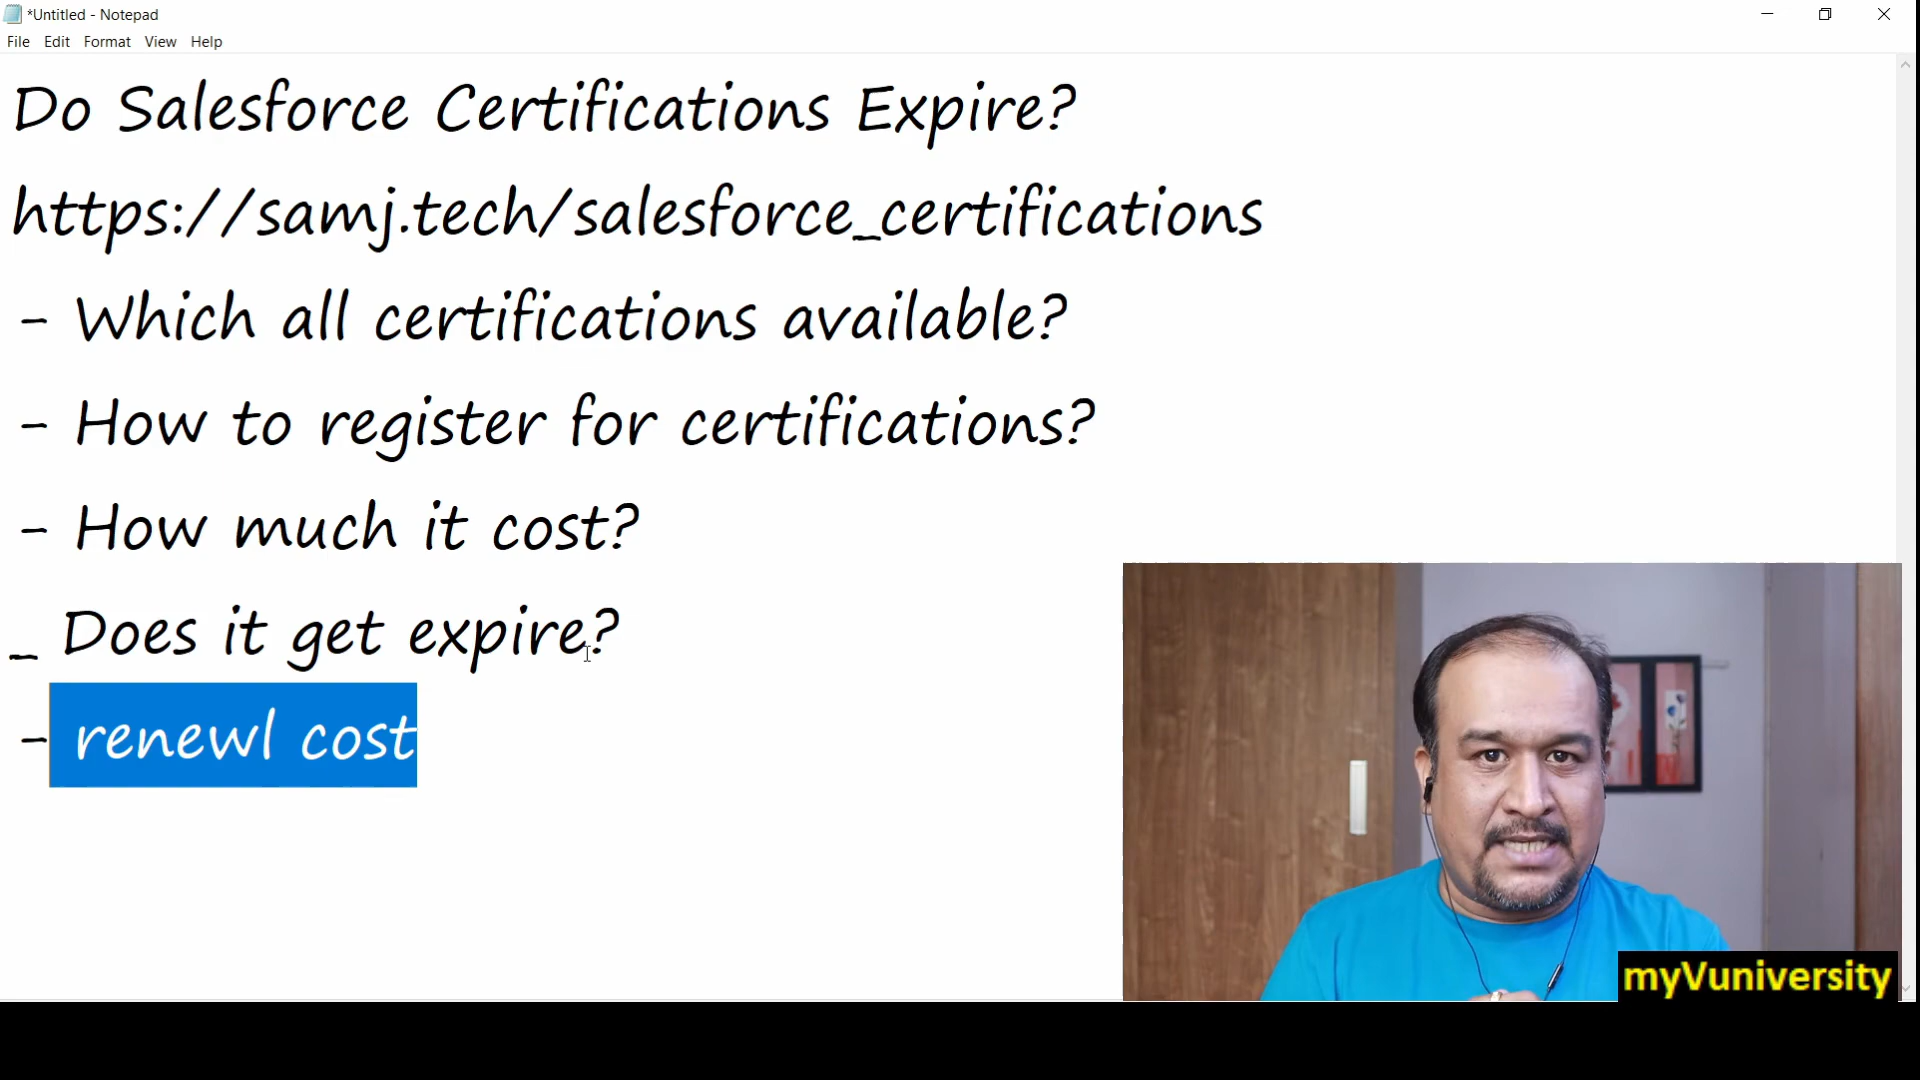 *Untitled - Notepad
File Edit Format View Help
Do Salesforce Certifications Expire?
https://samj.tech/salesforce_certifications
- Which all certifications available?
- How to register for certifications?
- How much it cost?
_ Does it get expire?
- renewl cost
myVuniversity